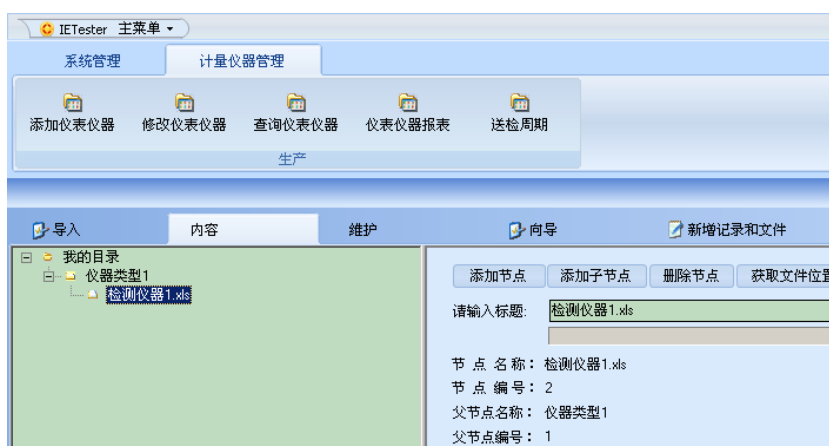 IETester 主菜单
系统管理 计量仪器管理
添加仪表仪器 修改仪表仪器 查询仪表仪器 仪表仪器报表 送检周期
生产
导入 内容 维护 向导 新增记录和文件
我的目录
仪器类型1
检测仪器1.xls
添加节点 添加子节点 删除节点 获取文件位置
请输入标题: 检测仪器1.xls
节 点 名 称： 检测仪器1.xls
节 点 编 号： 2
父节点名称： 仪器类型1
父节点编号： 1